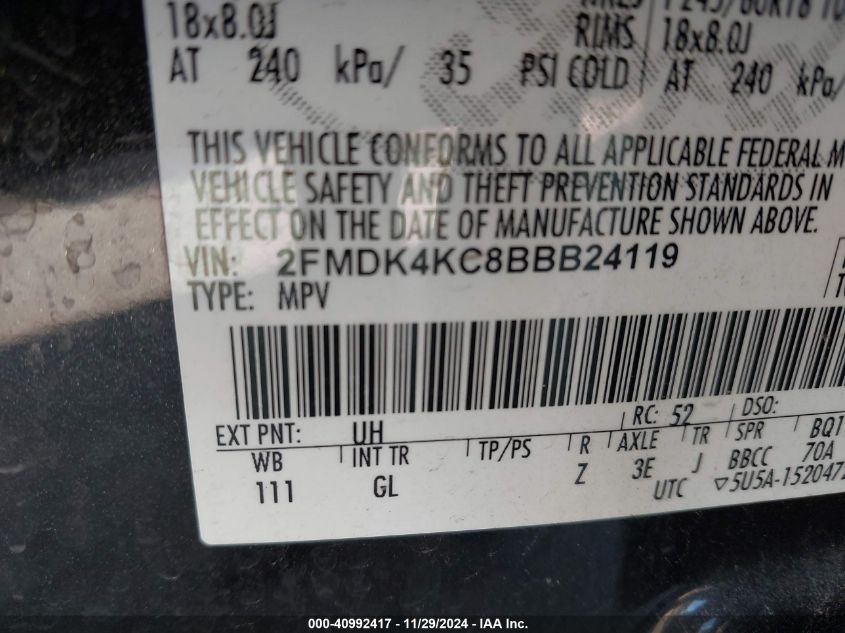 18x8.0J
RIMS 18x8.0J
AT 240 kPa/ 35 PSI COLD AT 240 kPa/
THIS VEHICLE CONFORMS TO ALL APPLICABLE FEDERAL M
VEHICLE SAFETY AND THEFT PREVENTION STANDARDS IN
EFFECT ON THE DATE OF MANUFACTURE SHOWN ABOVE.
VIN: 2FMDK4KC8BBB24119
TYPE: MPV
RC: 52 DSO:
EXT PNT: UH
WB INT TR TP/PS R AXLE TR SPR BQ1
111 GL Z 3E J BBCC 70A
UTC ▽5U5A-1520472
000-40992417 - 11/29/2024 - IAA Inc.